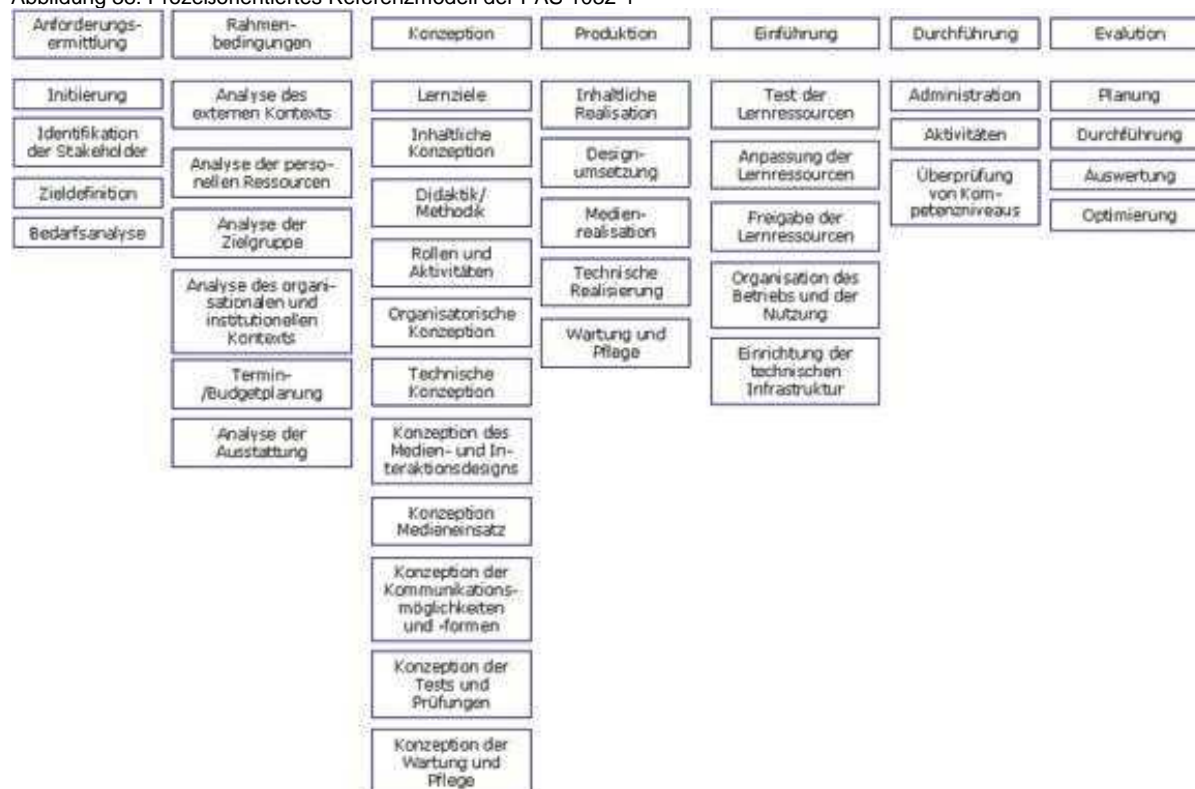 Anforderungs-
ermittlung
Rahmen-
bedingungen
Konzeption
Produktion
Einführung
Durchführung
Evalution
Initiierung
Identifikation
der Stakeholder
Zieldefinition
Bedarfsanalyse
Analyse des
externen Kontexts
Analyse der perso-
nellen Ressourcen
Analyse der
Zielgruppe
Analyse des organi-
sationalen und
institutionellen
Kontexts
Termin-
/Budgetplanung
Analyse der
Ausstattung
Lernziele
Inhaltliche
Konzeption
Didaktik/
Methodik
Rollen und
Aktivitäten
Organisatorische
Konzeption
Technische
Konzeption
Konzeption des
Medien- und In-
teraktionsdesigns
Konzeption
Medieneinsatz
Konzeption der
Kommunikations-
möglichkeiten
und -formen
Konzeption der
Tests und
Prüfungen
Konzeption der
Wartung und
Pflege
Inhaltliche
Realisation
Design-
umsetzung
Medien-
realisation
Technische
Realisierung
Wartung und
Pflege
Test der
Lernressourcen
Anpassung der
Lernressourcen
Freigabe der
Lernressourcen
Organisation des
Betriebs und der
Nutzung
Einrichtung der
technischen
Infrastruktur
Administration
Aktivitäten
Überprüfung
von Kom-
petenzniveaus
Planung
Durchführung
Auswertung
Optimierung